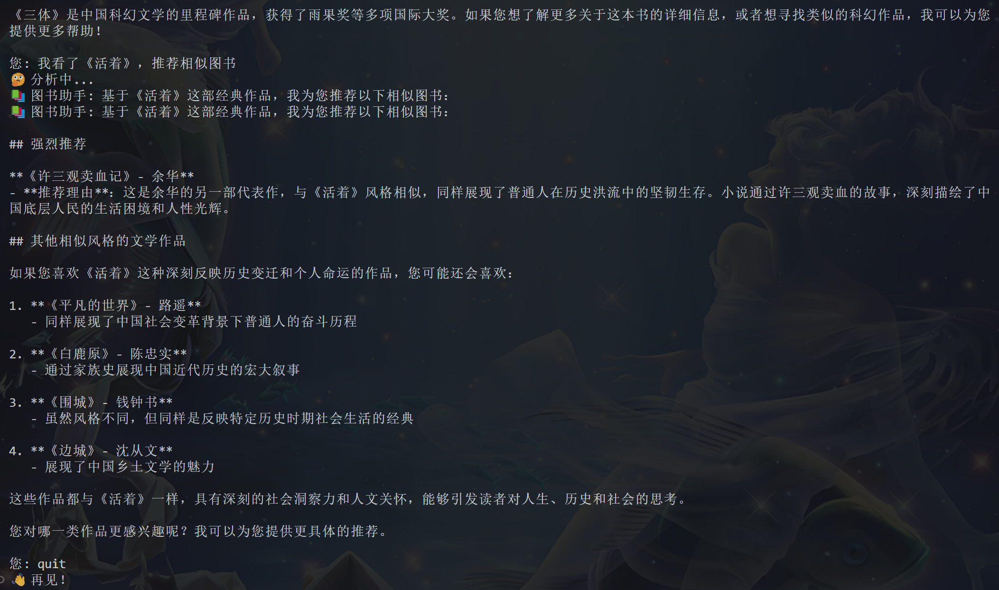 《三体》是中国科幻文学的里程碑作品，获得了雨果奖等多项国际大奖。如果您想了解更多关于这本书的详细信息，或者想寻找类似的科幻作品，我可以为您
提供更多帮助！
您: 我看了《活着》，推荐相似图书
🤔 分析中...
📚 图书助手: 基于《活着》这部经典作品，我为您推荐以下相似图书：
📚 图书助手: 基于《活着》这部经典作品，我为您推荐以下相似图书：
## 强烈推荐
**《许三观卖血记》- 余华**
- **推荐理由**: 这是余华的另一部代表作，与《活着》风格相似，同样展现了普通人在历史洪流中的坚韧生存。小说通过许三观卖血的故事，深刻描绘了中
国底层人民的生活困境和人性光辉。
## 其他相似风格的文学作品
如果您喜欢《活着》这种深刻反映历史变迁和个人命运的作品，您可能还会喜欢：
1. **《平凡的世界》- 路遥**
   - 同样展现了中国社会变革背景下普通人的奋斗历程
2. **《白鹿原》- 陈忠实**
   - 通过家族史展现中国近代历史的宏大叙事
3. **《围城》- 钱钟书**
   - 虽然风格不同，但同样是反映特定历史时期社会生活的经典
4. **《边城》- 沈从文**
   - 展现了中国乡土文学的魅力
这些作品都与《活着》一样，具有深刻的社会洞察力和人文关怀，能够引发读者对人生、历史和社会的思考。
您对哪一类作品更感兴趣呢？我可以为您提供更具体的推荐。
您: quit
👋 再见！